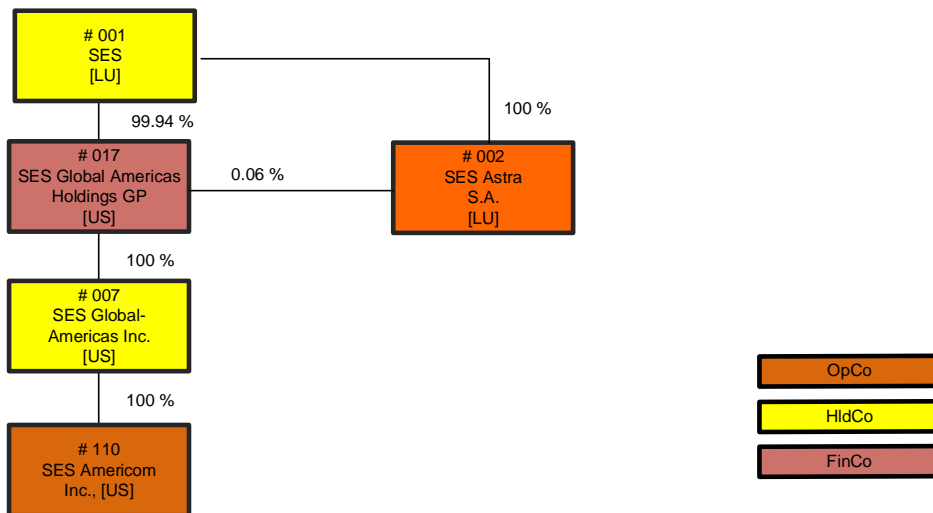 # 001
SES
[LU]
99.94 %
100 %
# 017
SES Global Americas
Holdings GP
[US]
0.06 %
# 002
SES Astra
S.A.
[LU]
100 %
# 007
SES Global-
Americas Inc.
[US]
100 %
# 110
SES Americom
Inc., [US]
OpCo
HldCo
FinCo